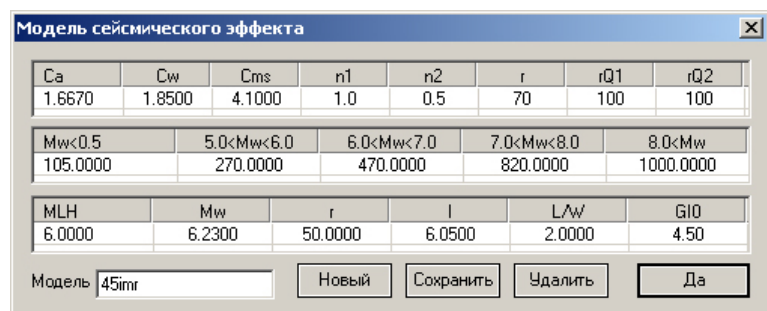 Модель сейсмического эффекта
Ca Cw Cms n1 n2 r rQ1 rQ2
1.6670 1.8500 4.1000 1.0 0.5 70 100 100
Mw<0.5 5.0<Mw<6.0 6.0<Mw<7.0 7.0<Mw<8.0 8.0<Mw
105.0000 270.0000 470.0000 820.0000 1000.0000
MLH Mw r I L/W GI0
6.0000 6.2300 50.0000 6.0500 2.0000 4.50
Модель 45imr Новый Сохранить Удалить Да